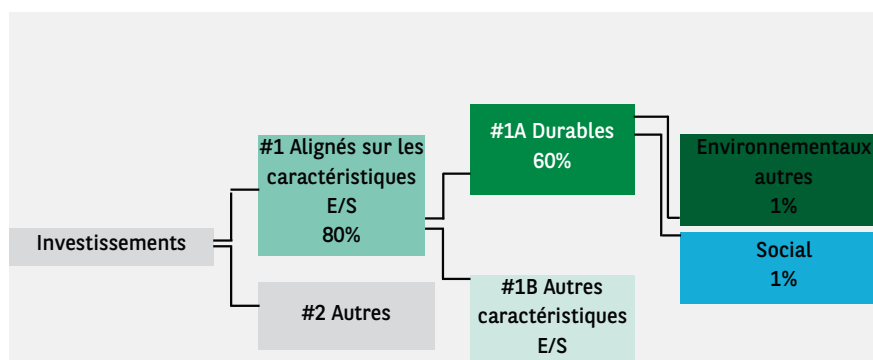 Investissements
#1 Alignés sur les
caractéristiques
E/S
80%
#2 Autres
#1A Durables
60%
#1B Autres
caractéristiques
E/S
Environnementaux
autres
1%
Social
1%